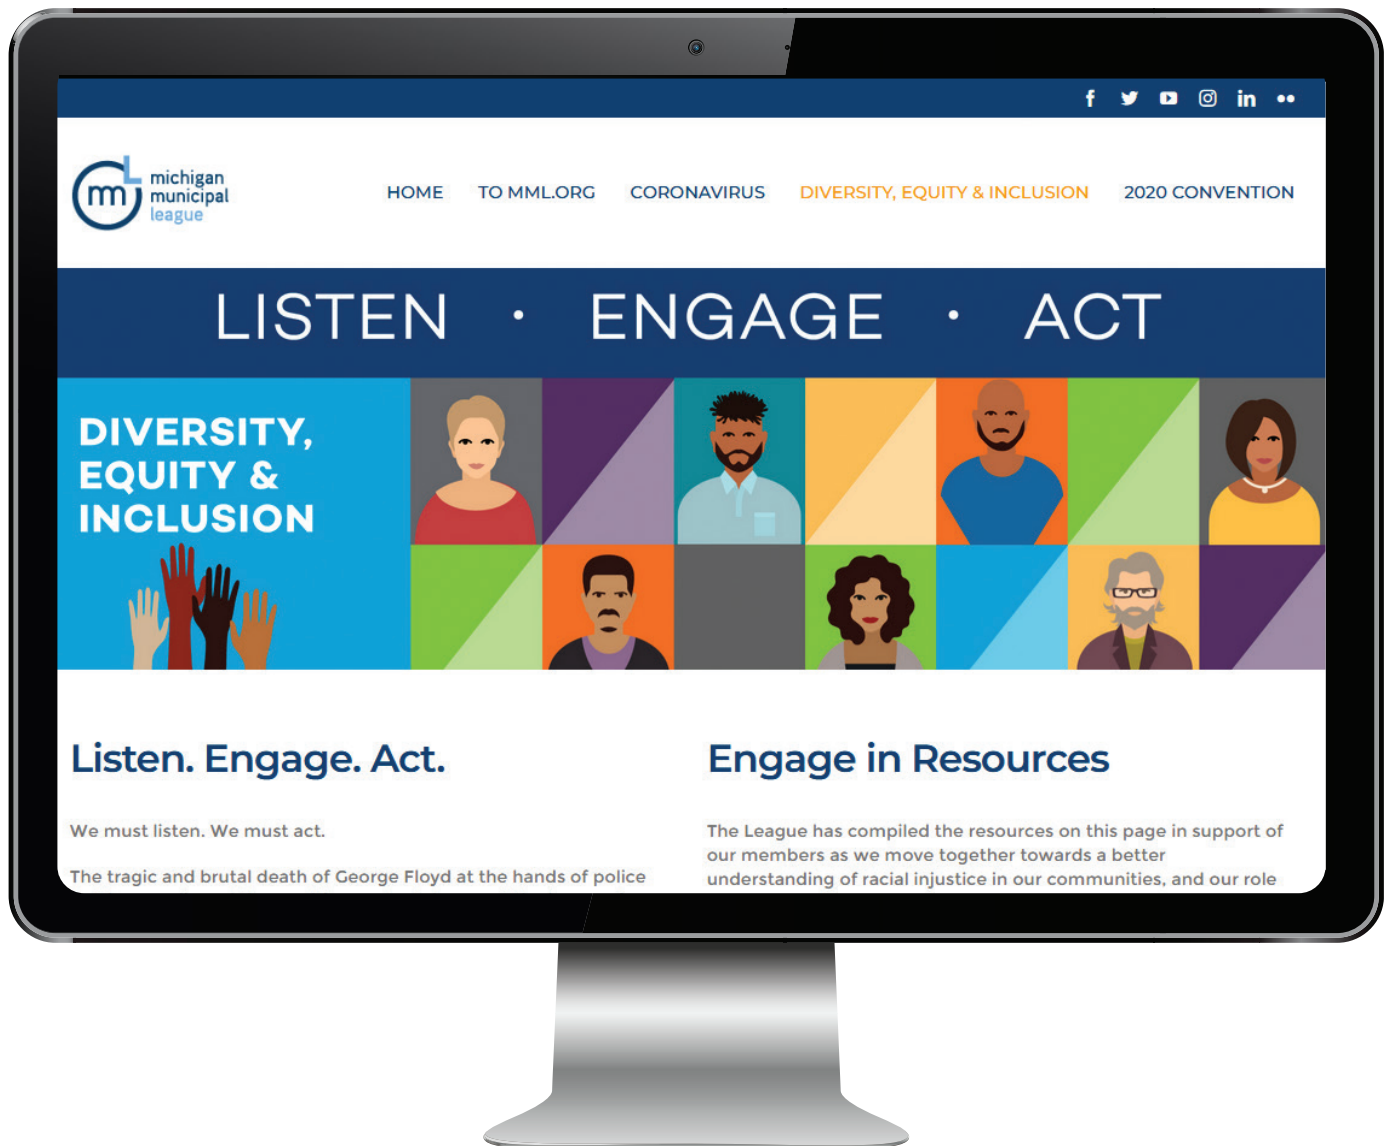 michigan
municipal
league
HOME TO MML.ORG CORONAVIRUS DIVERSITY, EQUITY & INCLUSION 2020 CONVENTION
LISTEN · ENGAGE · ACT
DIVERSITY,
EQUITY &
INCLUSION
Listen. Engage. Act.
We must listen. We must act.
The tragic and brutal death of George Floyd at the hands of police
Engage in Resources
The League has compiled the resources on this page in support of
our members as we move together towards a better
understanding of racial injustice in our communities, and our role